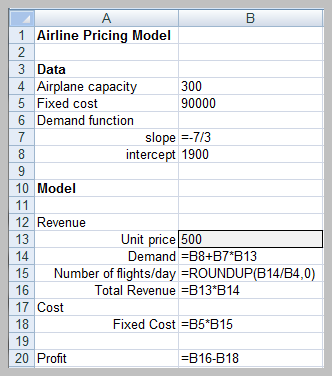 A B
1 Airline Pricing Model
2
3 Data
4 Airplane capacity 300
5 Fixed cost 90000
6 Demand function
7 slope =-7/3
8 intercept 1900
9
10 Model
11
12 Revenue
13 Unit price 500
14 Demand =B8+B7*B13
15 Number of flights/day =ROUNDUP(B14/B4,0)
16 Total Revenue =B13*B14
17 Cost
18 Fixed Cost =B5*B15
19
20 Profit =B16-B18